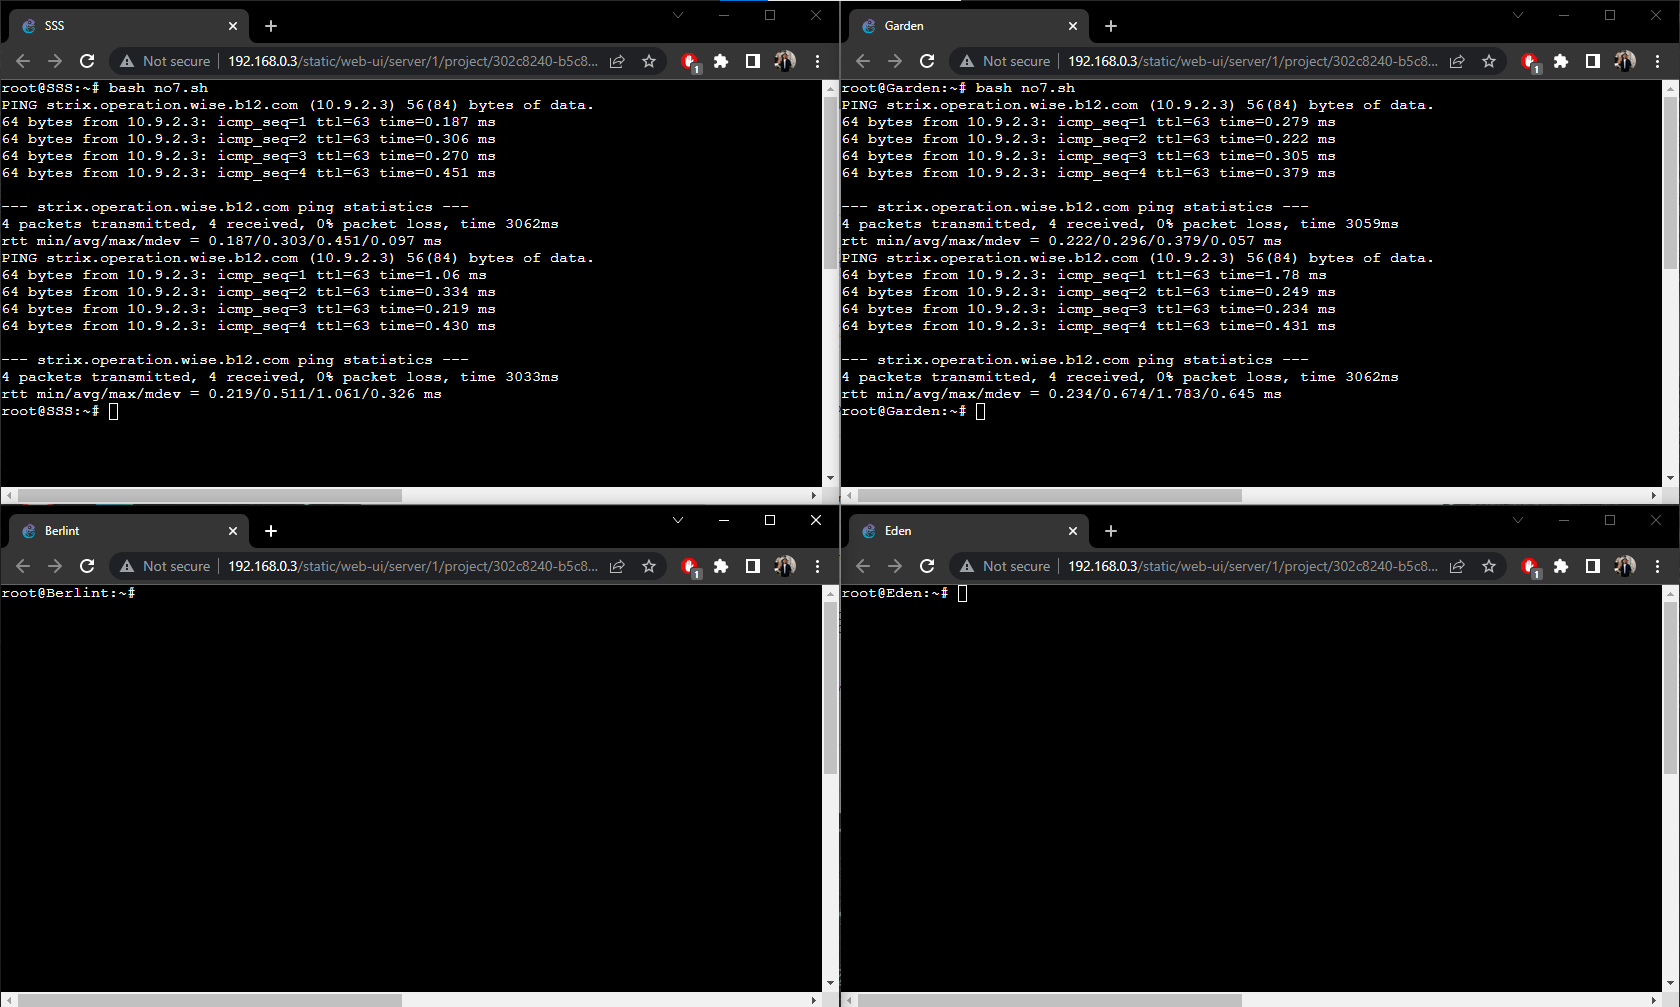 SSS
Not secure
192.168.0.3/static/web-ui/server/1/project/302c8240-b5c8...
1
root@SSS:~# bash no7.sh
PING strix.operation.wise.b12.com (10.9.2.3) 56(84) bytes of data.
64 bytes from 10.9.2.3: icmp_seq=1 ttl=63 time=0.187 ms
64 bytes from 10.9.2.3: icmp_seq=2 ttl=63 time=0.306 ms
64 bytes from 10.9.2.3: icmp_seq=3 ttl=63 time=0.270 ms
64 bytes from 10.9.2.3: icmp_seq=4 ttl=63 time=0.451 ms
--- strix.operation.wise.b12.com ping statistics ---
4 packets transmitted, 4 received, 0% packet loss, time 3062ms
rtt min/avg/max/mdev = 0.187/0.303/0.451/0.097 ms
PING strix.operation.wise.b12.com (10.9.2.3) 56(84) bytes of data.
64 bytes from 10.9.2.3: icmp_seq=1 ttl=63 time=1.06 ms
64 bytes from 10.9.2.3: icmp_seq=2 ttl=63 time=0.334 ms
64 bytes from 10.9.2.3: icmp_seq=3 ttl=63 time=0.219 ms
64 bytes from 10.9.2.3: icmp_seq=4 ttl=63 time=0.430 ms
--- strix.operation.wise.b12.com ping statistics ---
4 packets transmitted, 4 received, 0% packet loss, time 3033ms
rtt min/avg/max/mdev = 0.219/0.511/1.061/0.326 ms
root@SSS:~#
Garden
Not secure
192.168.0.3/static/web-ui/server/1/project/302c8240-b5c8...
1
root@Garden:~# bash no7.sh
PING strix.operation.wise.b12.com (10.9.2.3) 56(84) bytes of data.
64 bytes from 10.9.2.3: icmp_seq=1 ttl=63 time=0.279 ms
64 bytes from 10.9.2.3: icmp_seq=2 ttl=63 time=0.222 ms
64 bytes from 10.9.2.3: icmp_seq=3 ttl=63 time=0.305 ms
64 bytes from 10.9.2.3: icmp_seq=4 ttl=63 time=0.379 ms
--- strix.operation.wise.b12.com ping statistics ---
4 packets transmitted, 4 received, 0% packet loss, time 3059ms
rtt min/avg/max/mdev = 0.222/0.296/0.379/0.057 ms
PING strix.operation.wise.b12.com (10.9.2.3) 56(84) bytes of data.
64 bytes from 10.9.2.3: icmp_seq=1 ttl=63 time=1.78 ms
64 bytes from 10.9.2.3: icmp_seq=2 ttl=63 time=0.249 ms
64 bytes from 10.9.2.3: icmp_seq=3 ttl=63 time=0.234 ms
64 bytes from 10.9.2.3: icmp_seq=4 ttl=63 time=0.431 ms
--- strix.operation.wise.b12.com ping statistics ---
4 packets transmitted, 4 received, 0% packet loss, time 3062ms
rtt min/avg/max/mdev = 0.234/0.674/1.783/0.645 ms
root@Garden:~#
Berlint
Not secure
192.168.0.3/static/web-ui/server/1/project/302c8240-b5c8...
1
root@Berlint:~#
Eden
Not secure
192.168.0.3/static/web-ui/server/1/project/302c8240-b5c8...
1
root@Eden:~#